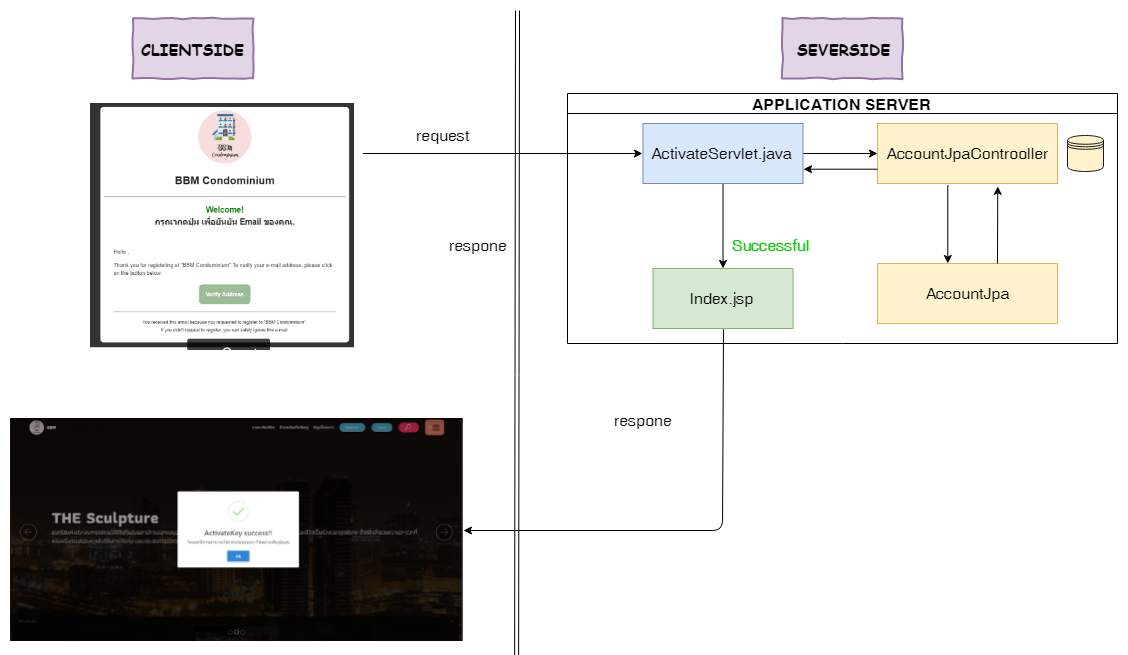 CLIENTSIDE
SEVERSIDE
APPLICATION SERVER
BBM
Condominium
BBM Condominium
Welcome!
กรุณากดปุ่ม เพื่อยืนยัน Email ของคุณ.
Hello ,
Thank you for registering at "BBM Condominium" To verify your e-mail address, please click
on the button below
Verify Address
You received this email because you requested to register to "BBM Condominium".
If you didn't request to register, you can safely ignore this e-mail
request
respone
ActivateServlet.java
AccountJpaControoller
Successful
Index.jsp
AccountJpa
respone
BBM
THE Sculpture
ActivateKey success!!
OK